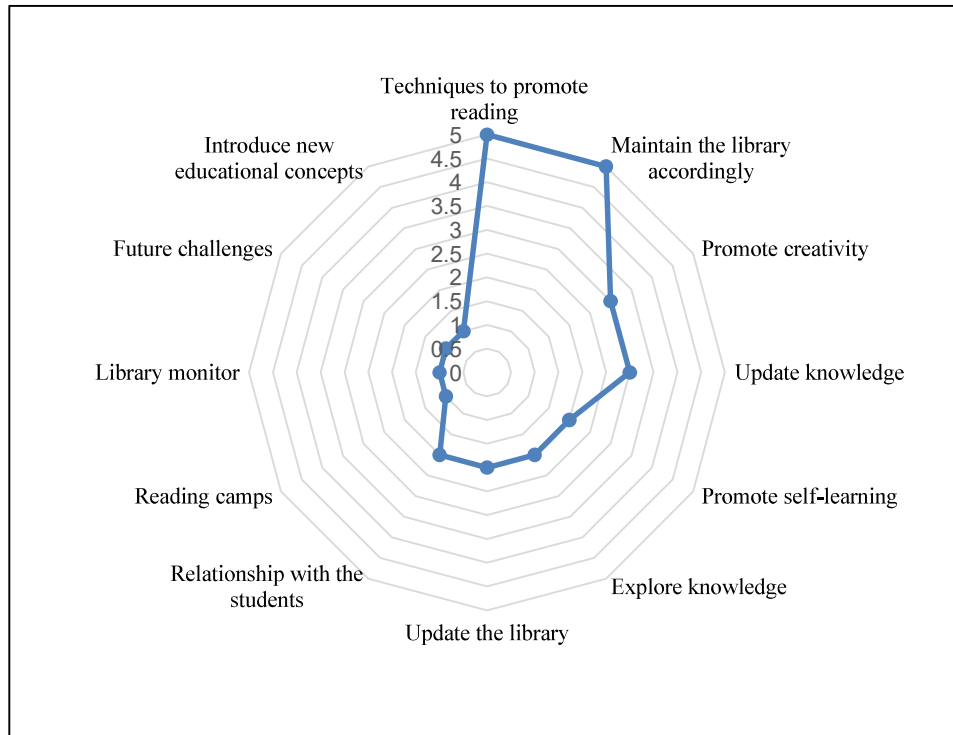 Techniques to promote
reading
Introduce new
educational concepts
Maintain the library
accordingly
Future challenges
Promote creativity
Library monitor
Update knowledge
Reading camps
Promote self-learning
Relationship with the
students
Explore knowledge
Update the library
5
4.5
4
3.5
3
2.5
2
1.5
1
0.5
0